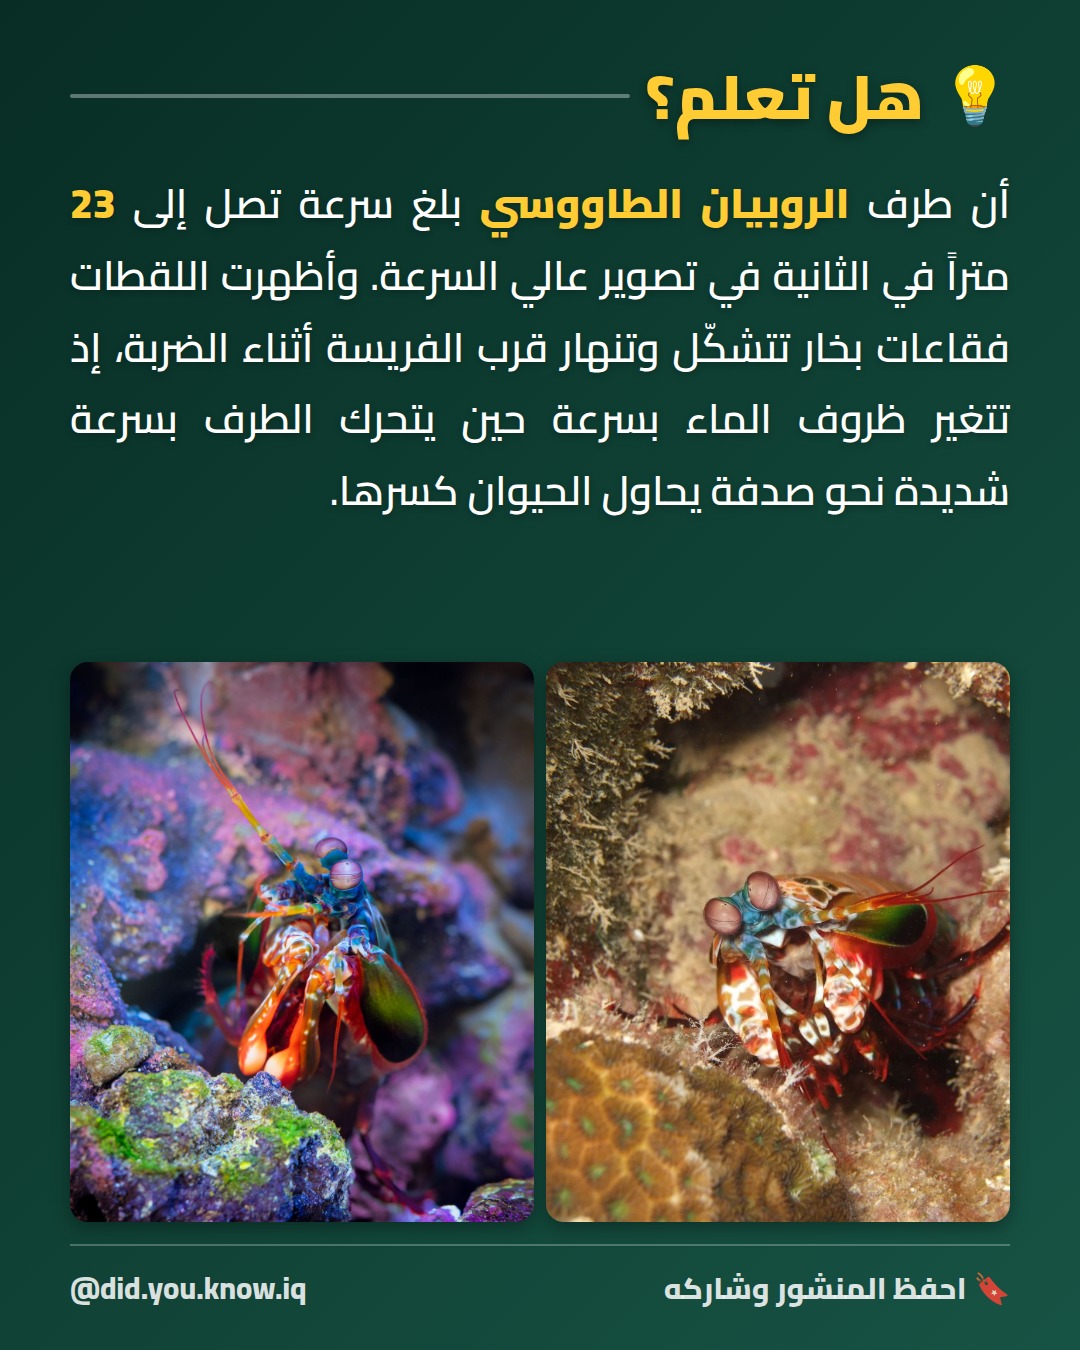 هل تعلم؟
أن طرف الروبيان الطاووسي بلغ سرعة تصل إلى 23
متراً في الثانية في تصوير عالي السرعة. وأظهرت اللقطات
فقاعات بخار تتشكّل وتنهار قرب الفريسة أثناء الضربة، إذ
تتغير ظروف الماء بسرعة حين يتحرك الطرف بسرعة
شديدة نحو صدفة يحاول الحيوان كسرها.
احفظ المنشور وشاركه
@did.you.know.iq